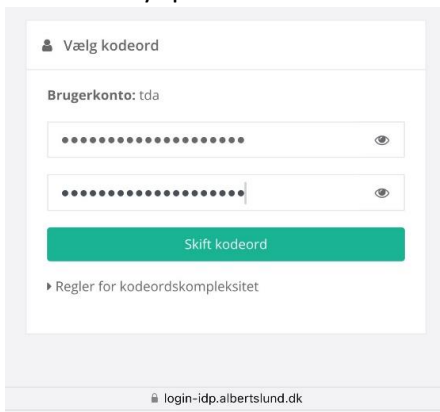 Vælg kodeord
Brugerkonto: tda
••••••••••••••••••••
••••••••••••••••••••
Skift kodeord
Regler for kodeordskompleksitet
login-idp.albertslund.dk